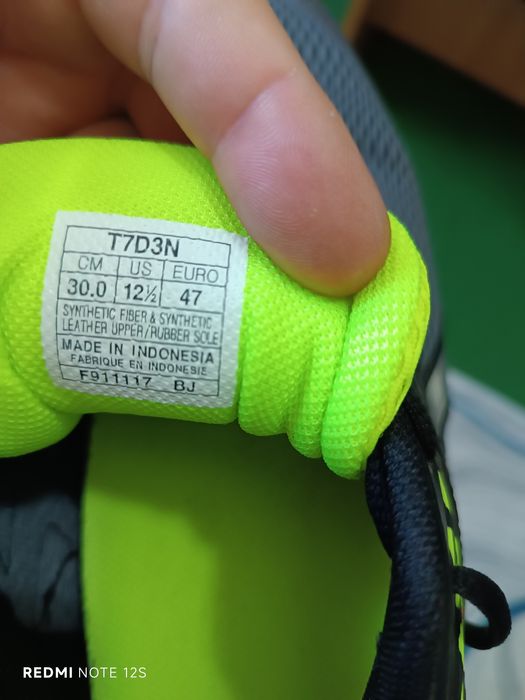 T7D3N
CM US EURO
30.0 12½ 47
SYNTHETIC FIBER & SYNTHETIC
LEATHER UPPER/RUBBER SOLE
MADE IN INDONESIA
FABRIQUE EN INDONESIE
F911117 BJ
REDMI NOTE 12S